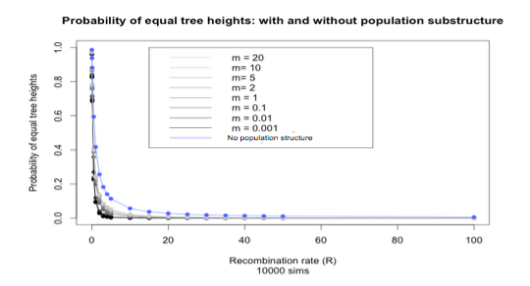 Probability of equal tree heights: with and without population substructure
Probability of equal tree heights
1.0
0.8
0.6
0.4
0.2
0.0
m = 20
m= 10
m= 5
m= 2
m = 1
m = 0.1
m = 0.01
m = 0.001
No population structure
0 20 40 60 80 100
Recombination rate (R)
10000 sims